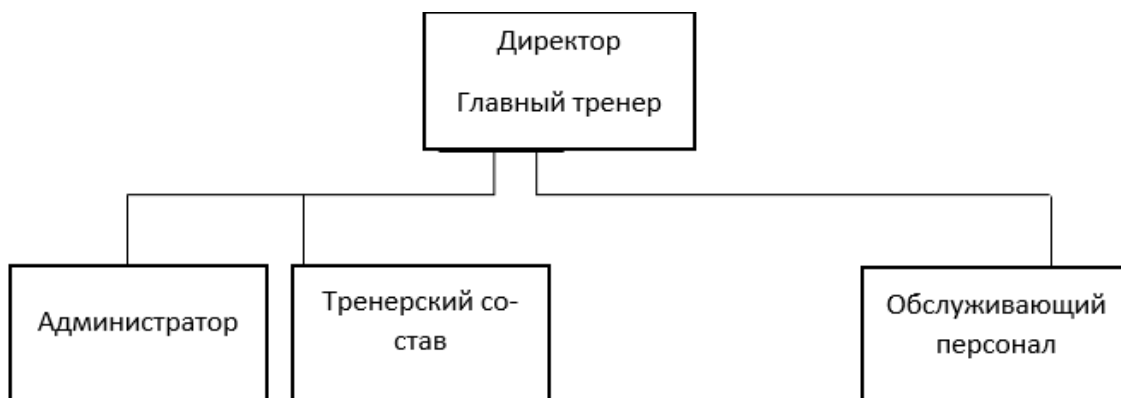 Директор
Главный тренер
Администратор
Тренерский со-
став
Обслуживающий
персонал